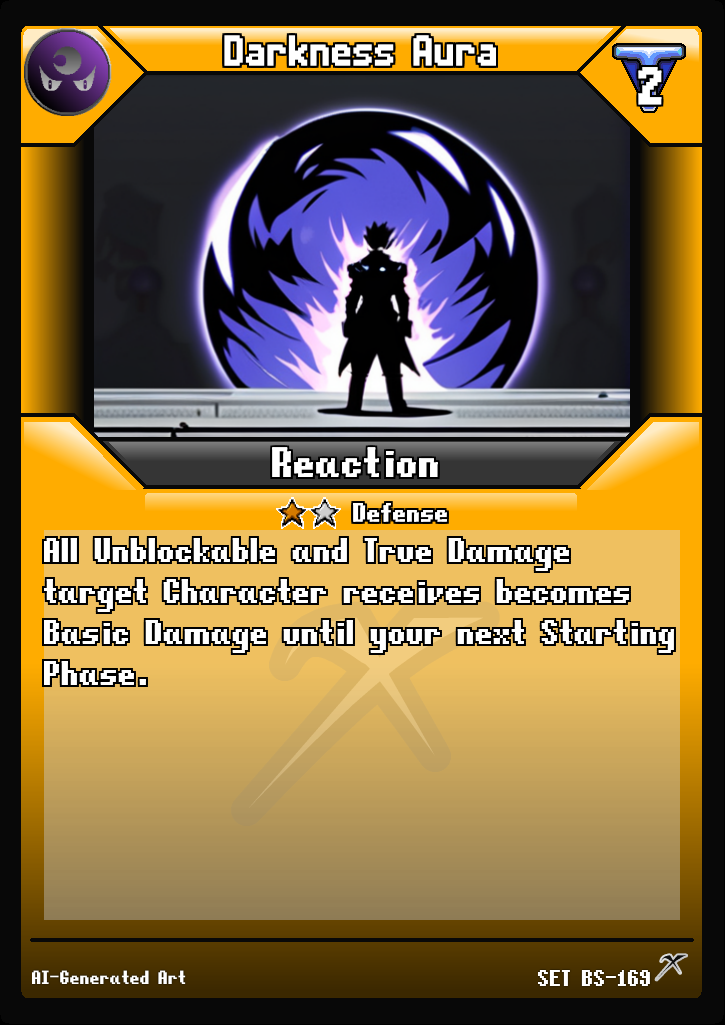 Darkness Aura
2
Reaction
Defense
All Unblockable and True Damage
target Character receives becomes
Basic Damage until your next Starting
Phase.
AI-Generated Art
SET BS-169